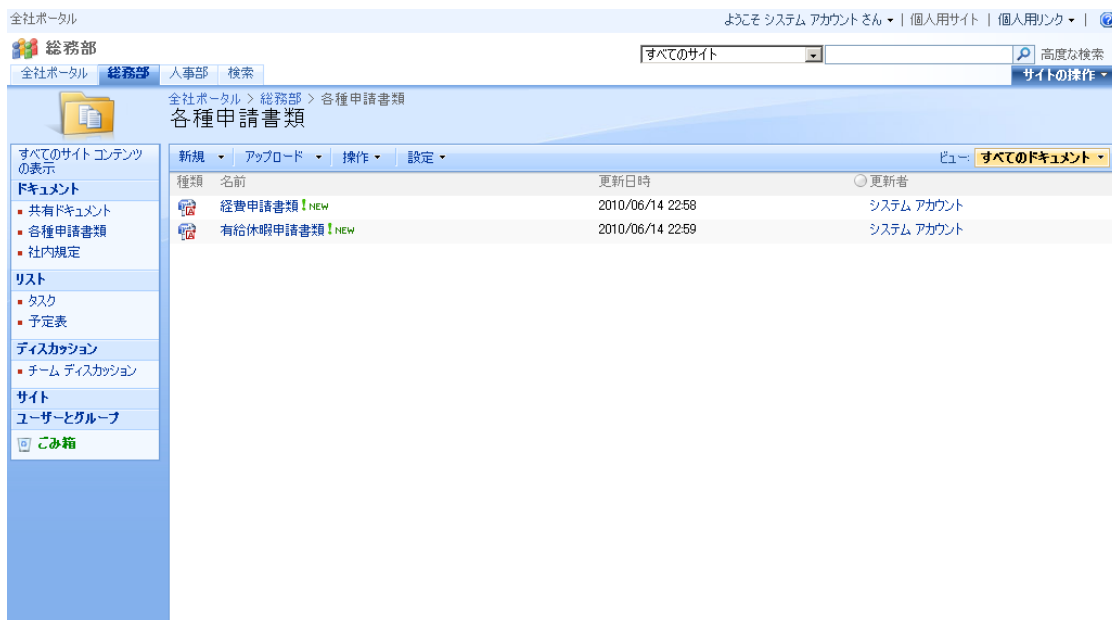 全社ポータル
ようこそ システム アカウント さん | 個人用サイト | 個人用リンク |
総務部
すべてのサイト
高度な検索
全社ポータル 総務部 人事部 検索
サイトの操作
全社ポータル > 総務部 > 各種申請書類
各種申請書類
すべてのサイト コンテンツ
の表示
新規 アップロード 操作 設定
ビュー: すべてのドキュメント
ドキュメント
種類 名前 更新日時 更新者
共有ドキュメント
経費申請書類 ! NEW 2010/06/14 22:58 システム アカウント
各種申請書類
有給休暇申請書類 ! NEW 2010/06/14 22:59 システム アカウント
社内規定
リスト
タスク
予定表
ディスカッション
チーム ディスカッション
サイト
ユーザーとグループ
ごみ箱